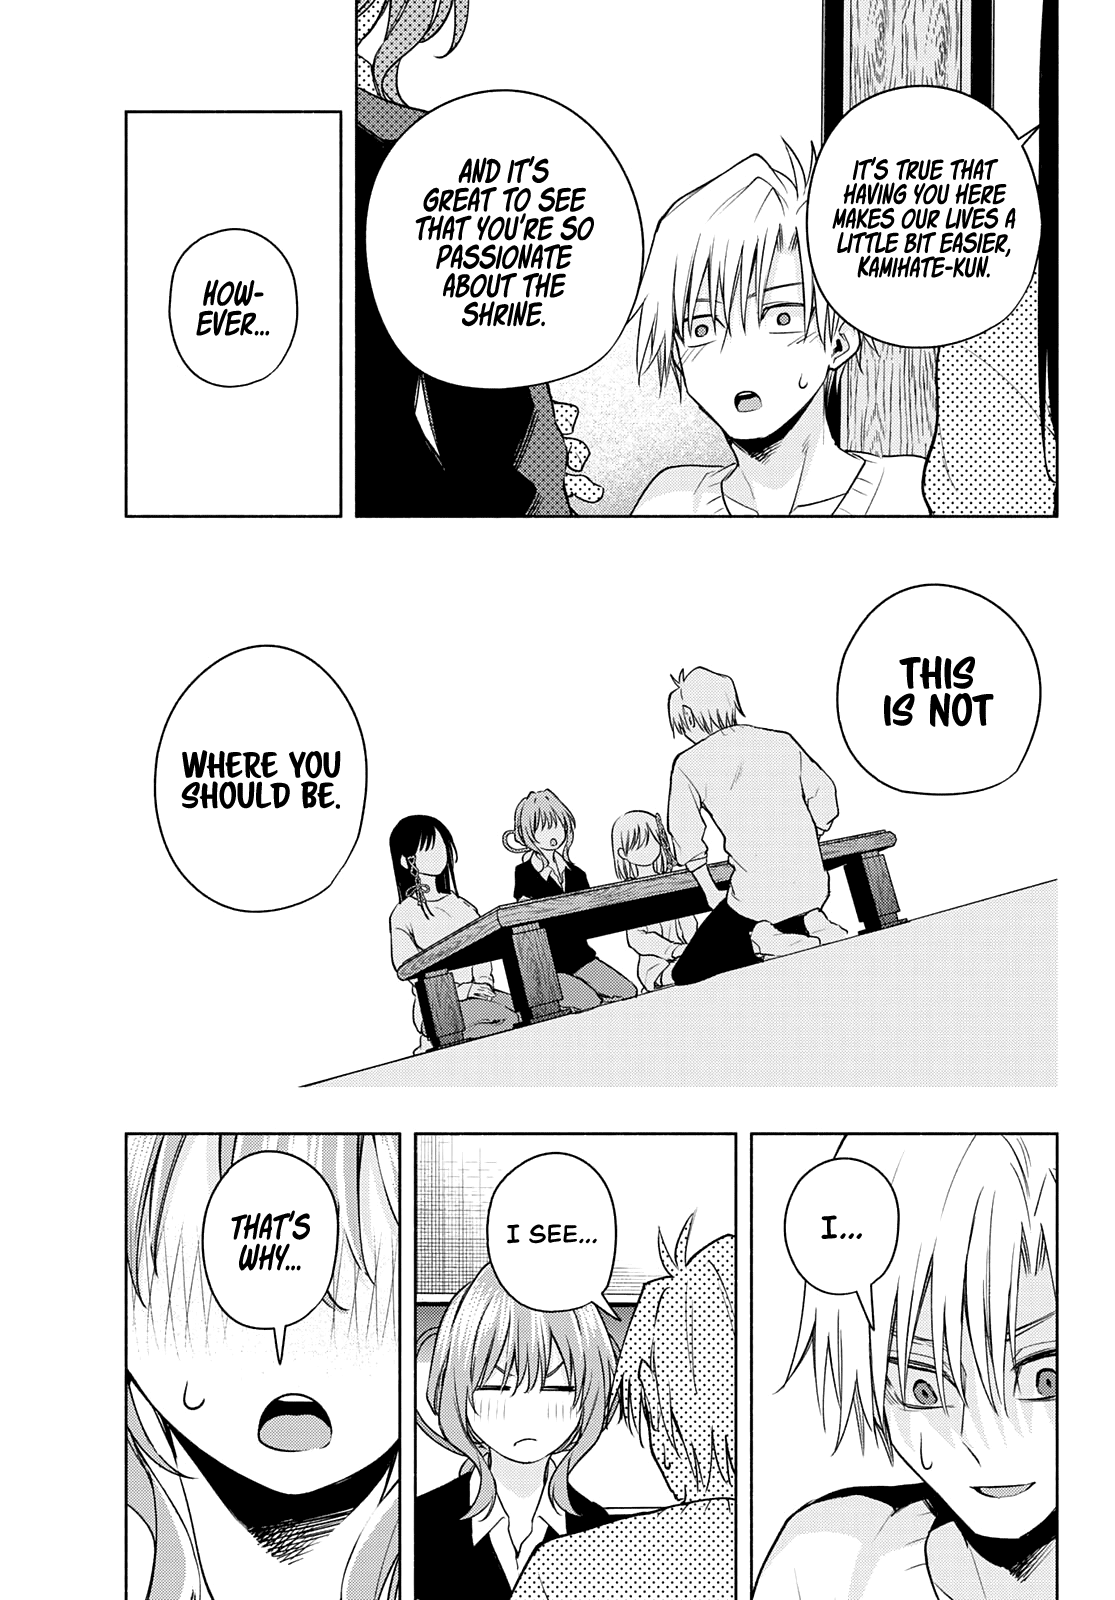 IT'S TRUE THAT
HAVING YOU HERE
MAKES OUR LIVES A
LITTLE BIT EASIER,
KAMIHATE-KUN.
AND IT'S
GREAT TO SEE
THAT YOU'RE SO
PASSIONATE
ABOUT THE
SHRINE.
HOW-
EVER...
THIS
IS NOT
WHERE YOU
SHOULD BE.
I...
I SEE...
THAT'S
WHY...